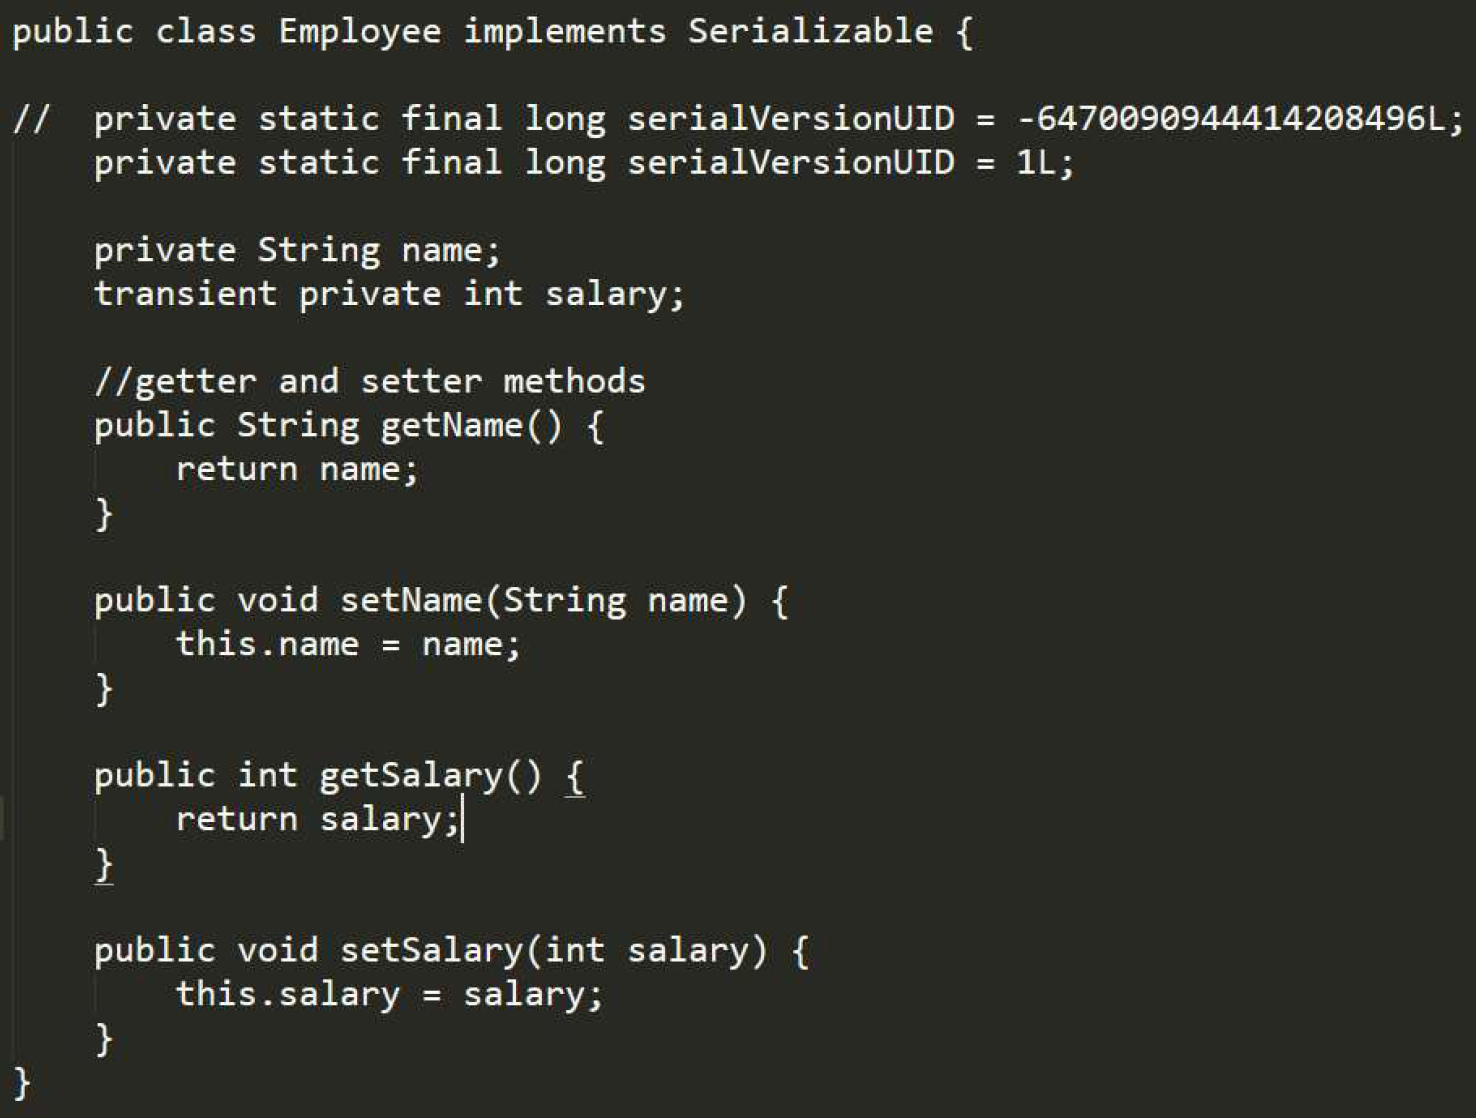 public class Employee implements Serializable {
//  private static final long serialVersionUID = -6470090944414208496L;
    private static final long serialVersionUID = 1L;
    private String name;
    transient private int salary;
    //getter and setter methods
    public String getName() {
        return name;
    }
    public void setName(String name) {
        this.name = name;
    }
    public int getSalary() {
        return salary;
    }
    public void setSalary(int salary) {
        this.salary = salary;
    }
}